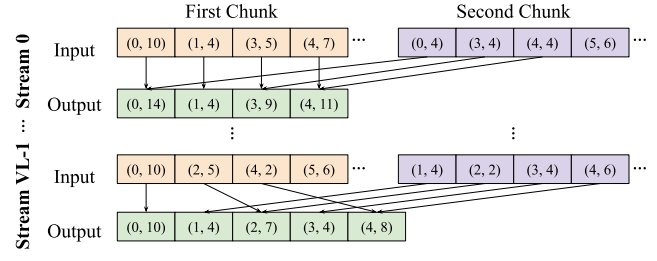 First Chunk Second Chunk
Stream 0
Input (0, 10) (1, 4) (3, 5) (4, 7) ... (0, 4) (3, 4) (4, 4) (5, 6) ...
Output (0, 14) (1, 4) (3, 9) (4, 11)
... ... ...
Stream VL-1
Input (0, 10) (2, 5) (4, 2) (5, 6) ... (1, 4) (2, 2) (3, 4) (4, 6) ...
Output (0, 10) (1, 4) (2, 7) (3, 4) (4, 8)